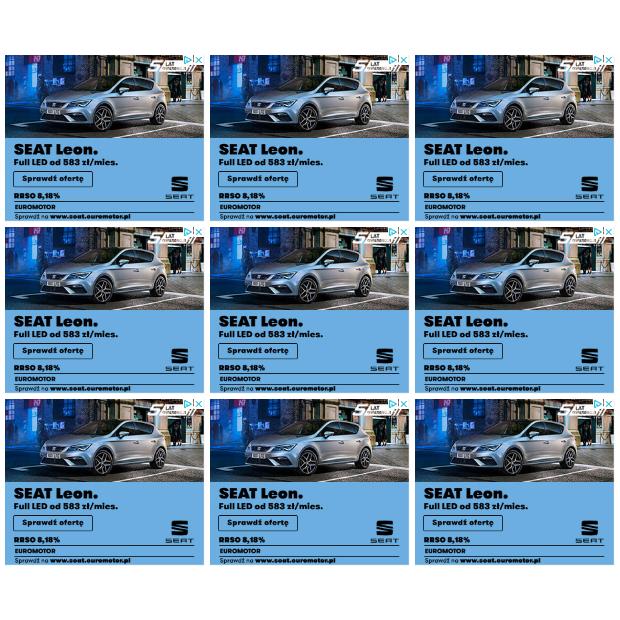 5 LAT
SEAT Leon.
Full LED od 583 zł/mies.
Sprawdź ofertę
SEAT
RRSO 8,18%
EUROMOTOR
Sprawdź na www.seat.euromotor.pl
5 LAT
SEAT Leon.
Full LED od 583 zł/mies.
Sprawdź ofertę
SEAT
RRSO 8,18%
EUROMOTOR
Sprawdź na www.seat.euromotor.pl
5 LAT
SEAT Leon.
Full LED od 583 zł/mies.
Sprawdź ofertę
SEAT
RRSO 8,18%
EUROMOTOR
Sprawdź na www.seat.euromotor.pl
5 LAT
SEAT Leon.
Full LED od 583 zł/mies.
Sprawdź ofertę
SEAT
RRSO 8,18%
EUROMOTOR
Sprawdź na www.seat.euromotor.pl
5 LAT
SEAT Leon.
Full LED od 583 zł/mies.
Sprawdź ofertę
SEAT
RRSO 8,18%
EUROMOTOR
Sprawdź na www.seat.euromotor.pl
5 LAT
SEAT Leon.
Full LED od 583 zł/mies.
Sprawdź ofertę
SEAT
RRSO 8,18%
EUROMOTOR
Sprawdź na www.seat.euromotor.pl
5 LAT
SEAT Leon.
Full LED od 583 zł/mies.
Sprawdź ofertę
SEAT
RRSO 8,18%
EUROMOTOR
Sprawdź na www.seat.euromotor.pl
5 LAT
SEAT Leon.
Full LED od 583 zł/mies.
Sprawdź ofertę
SEAT
RRSO 8,18%
EUROMOTOR
Sprawdź na www.seat.euromotor.pl
5 LAT
SEAT Leon.
Full LED od 583 zł/mies.
Sprawdź ofertę
SEAT
RRSO 8,18%
EUROMOTOR
Sprawdź na www.seat.euromotor.pl